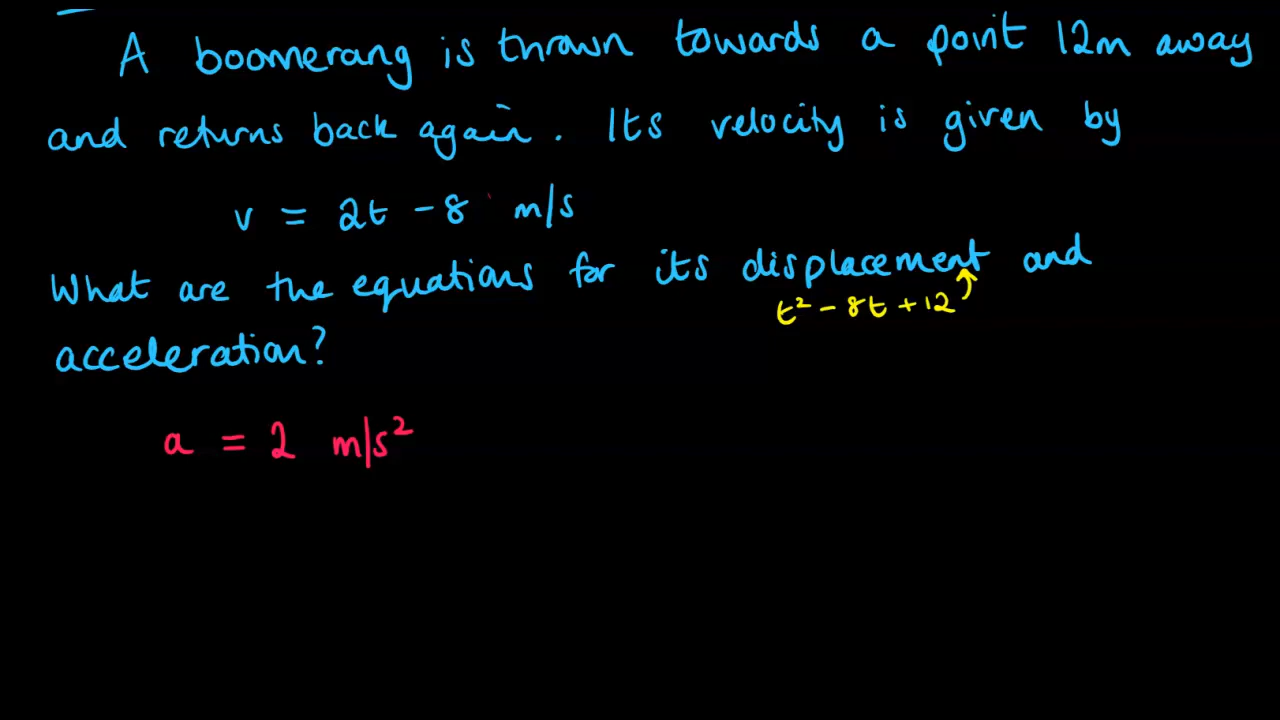 A boomerang is thrown towards a point 12m away
and returns back again. Its velocity is given by
v = 2t - 8 m/s
What are the equations for its displacement and
t² - 8t + 12
acceleration?
a = 2 m/s²